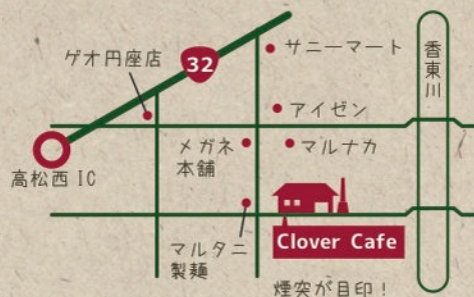 ゲオ円座店
32
サニーマート
香東川
アイゼン
メガネ
本舗
マルナカ
高松西IC
マルタニ
製麺
Clover Cafe
煙突が目印！